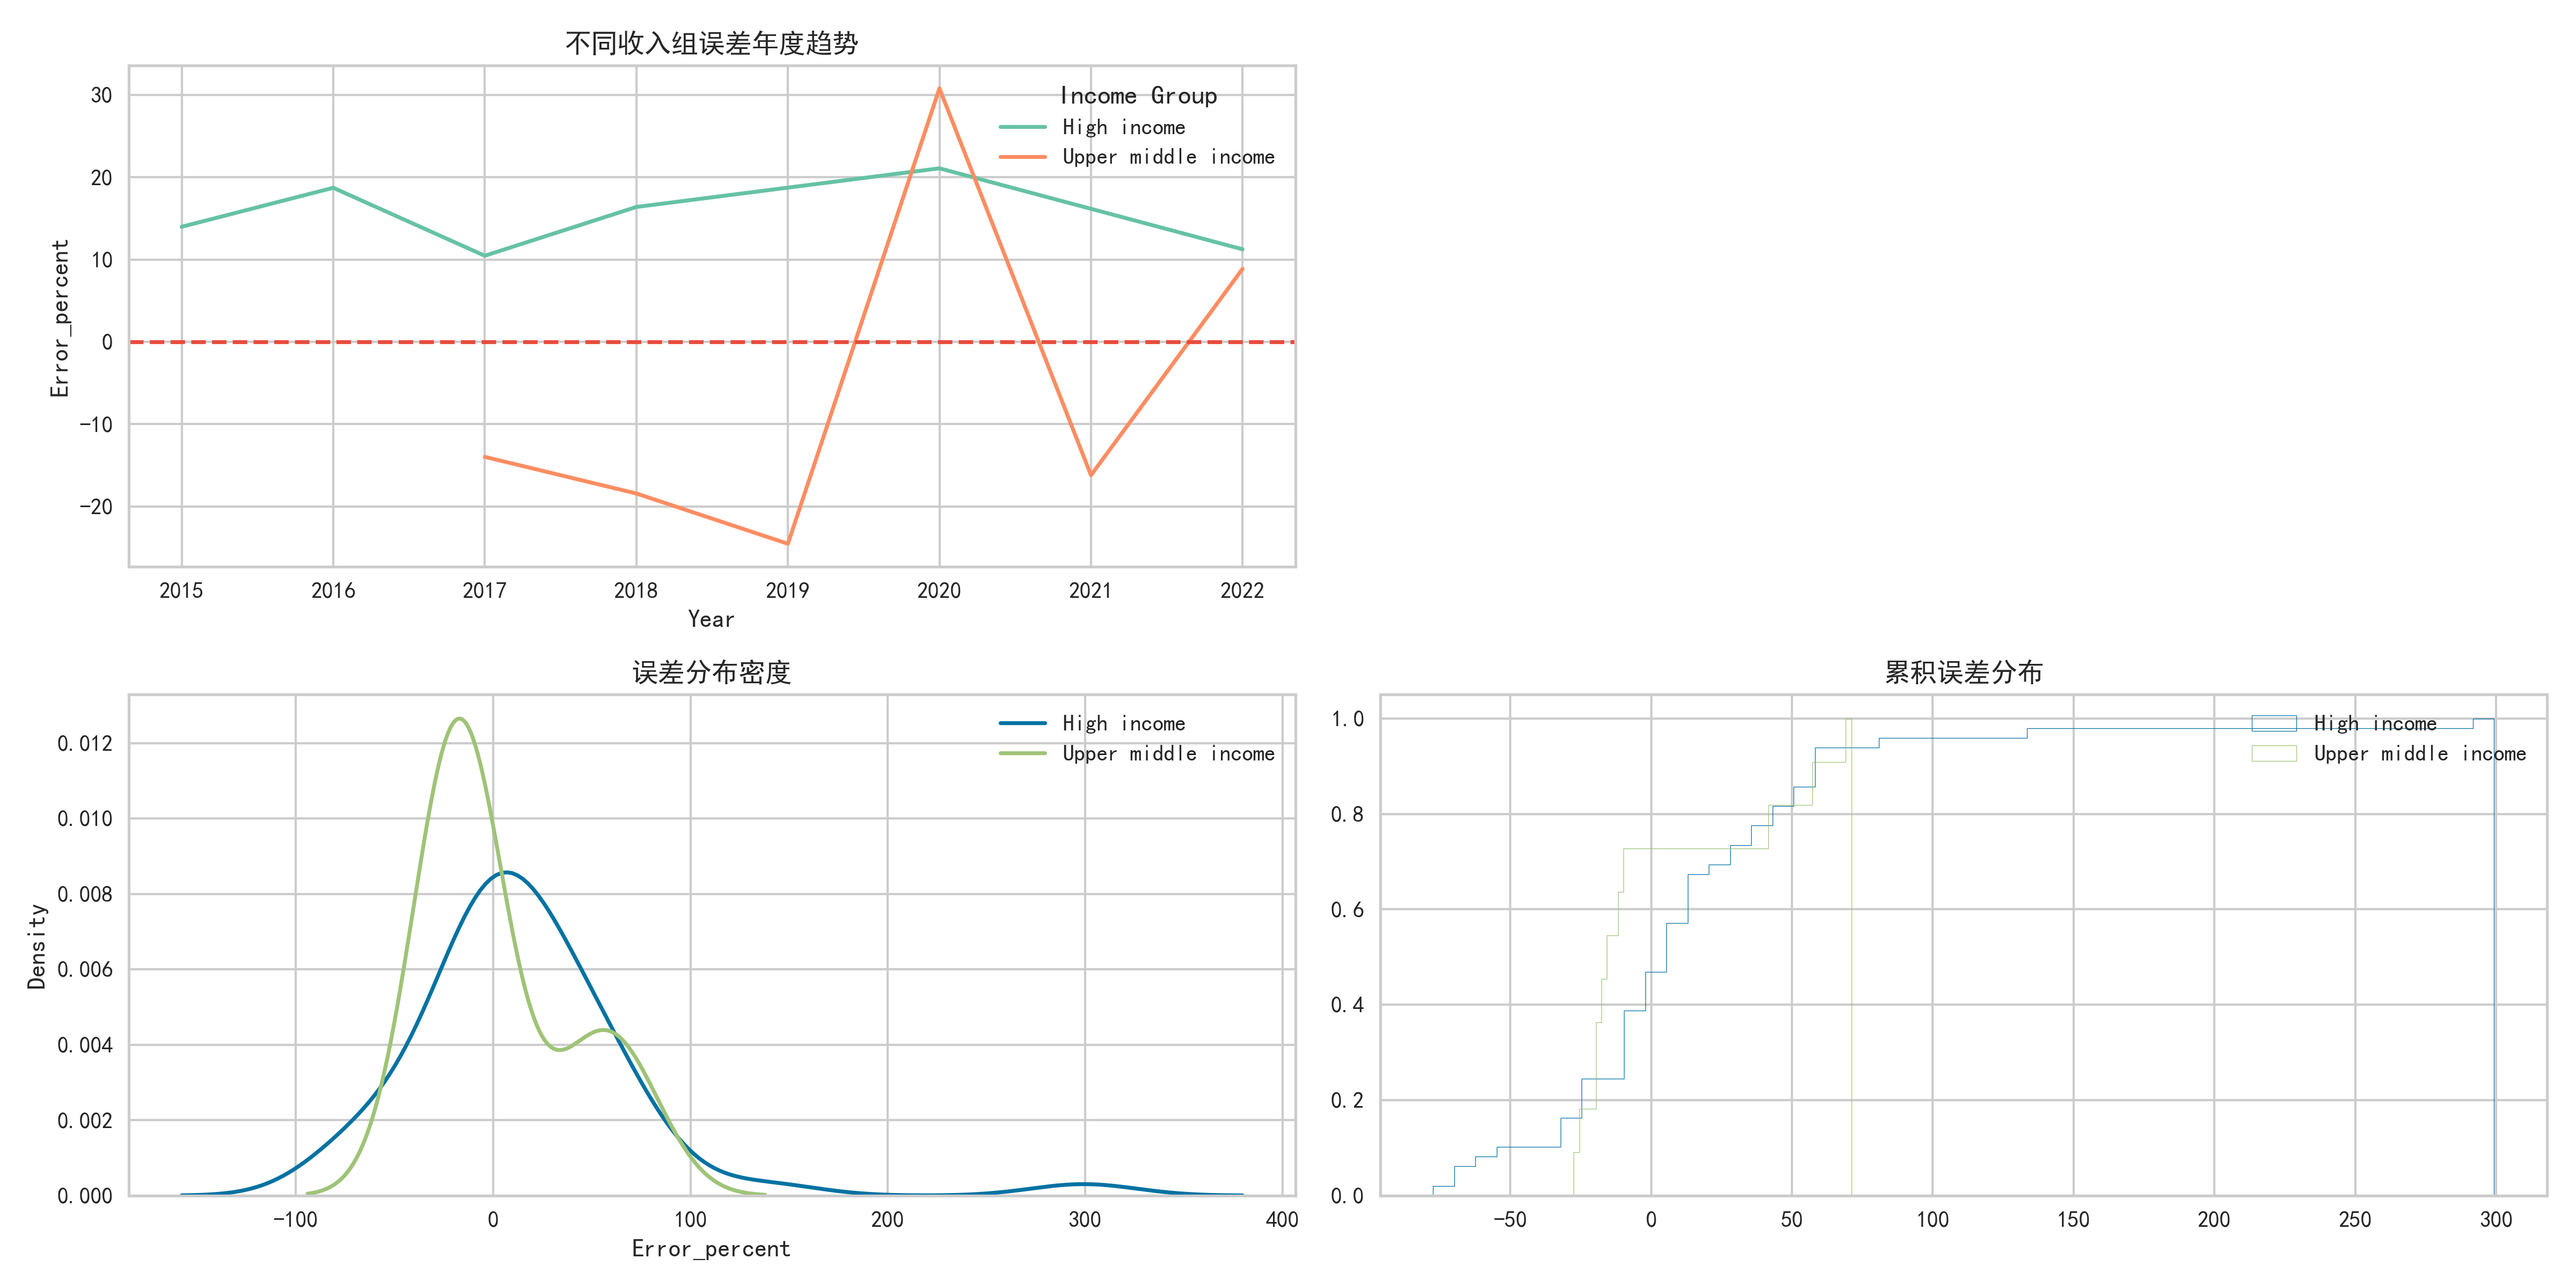 不同收入组误差年度趋势
Error_percent
30
20
10
0
−10
−20
Income Group
High income
Upper middle income
2015 2016 2017 2018 2019 2020 2021 2022
Year
误差分布密度
Density
0.012
0.010
0.008
0.006
0.004
0.002
0.000
High income
Upper middle income
−100 0 100 200 300 400
Error_percent
累积误差分布
1.0
0.8
0.6
0.4
0.2
0.0
High income
Upper middle income
−50 0 50 100 150 200 250 300